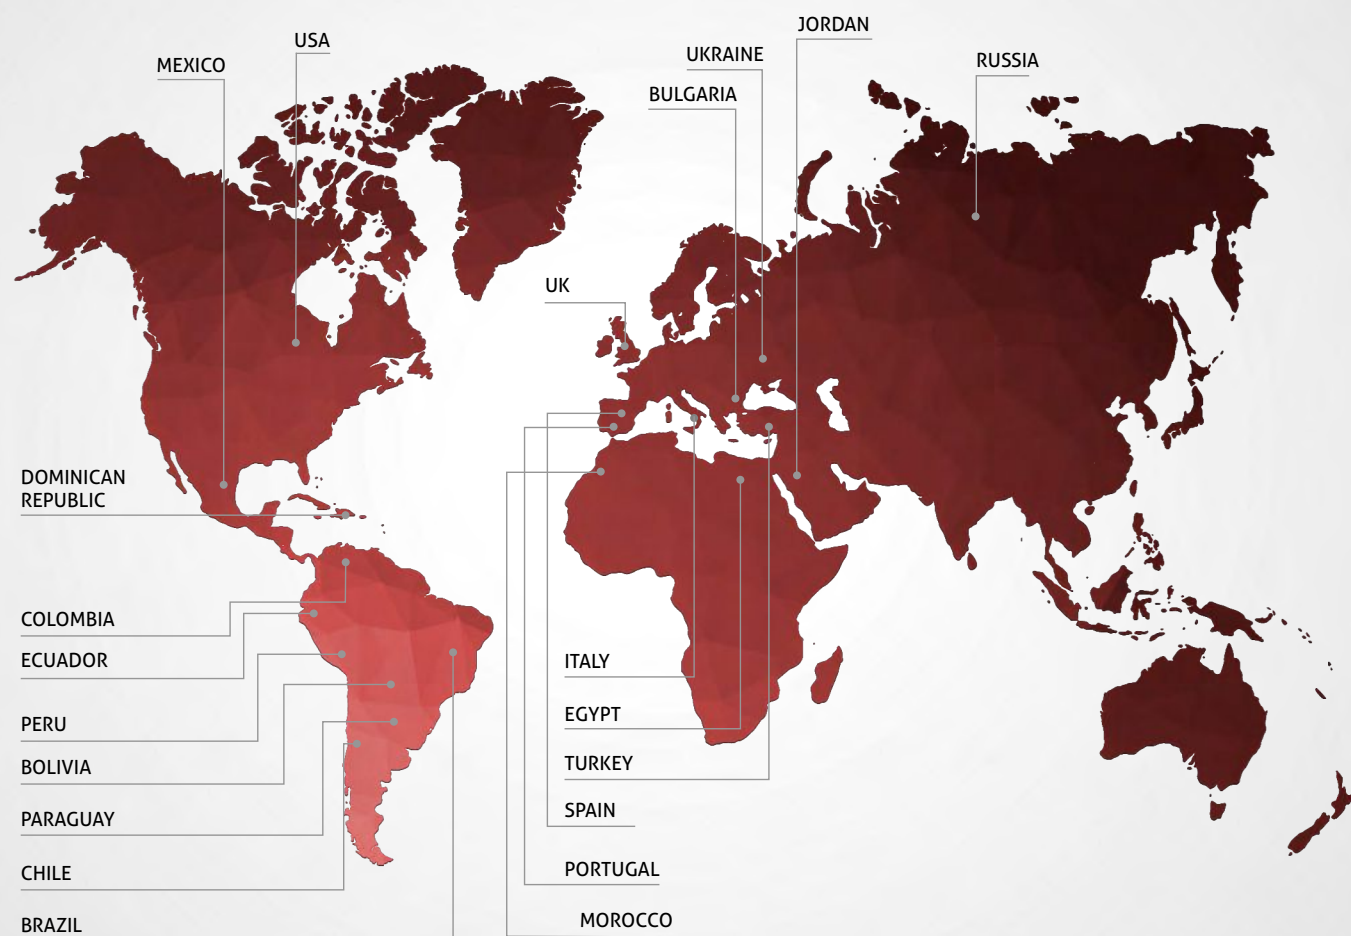 JORDAN
USA
UKRAINE
RUSSIA
MEXICO
BULGARIA
UK
DOMINICAN
REPUBLIC
COLOMBIA
ECUADOR
PERU
BOLIVIA
PARAGUAY
CHILE
BRAZIL
ITALY
EGYPT
TURKEY
SPAIN
PORTUGAL
MOROCCO